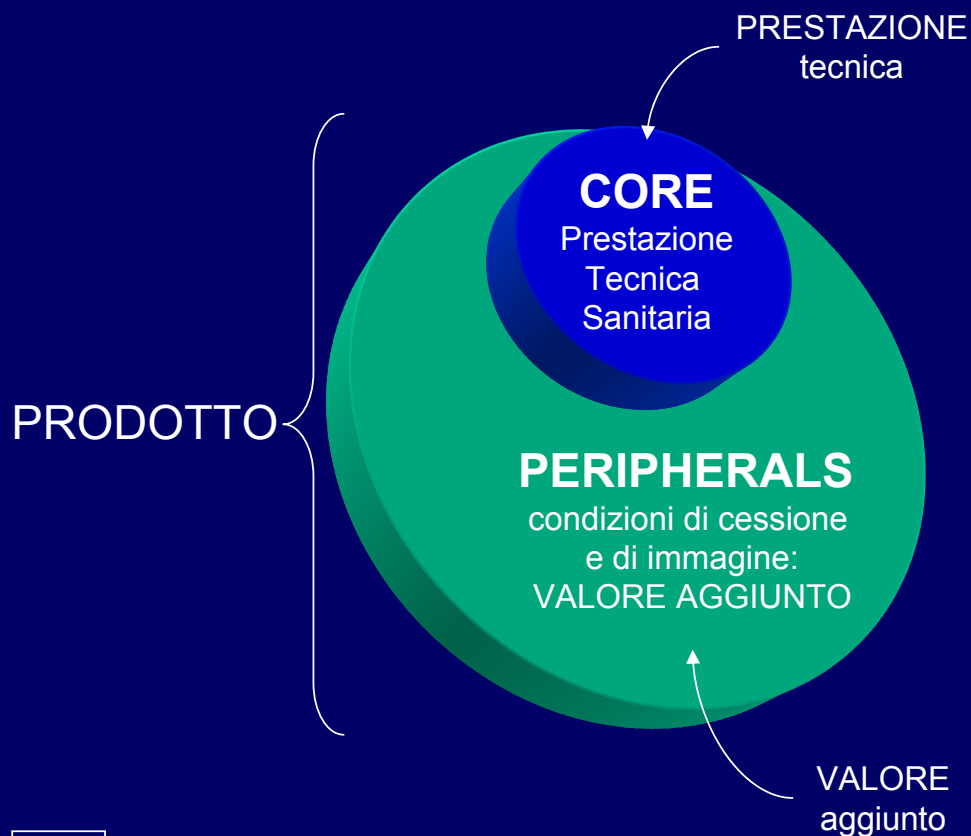 PRESTAZIONE
tecnica
CORE
Prestazione
Tecnica
Sanitaria
PRODOTTO
PERIPHERALS
condizioni di cessione
e di immagine:
VALORE AGGIUNTO
VALORE
aggiunto